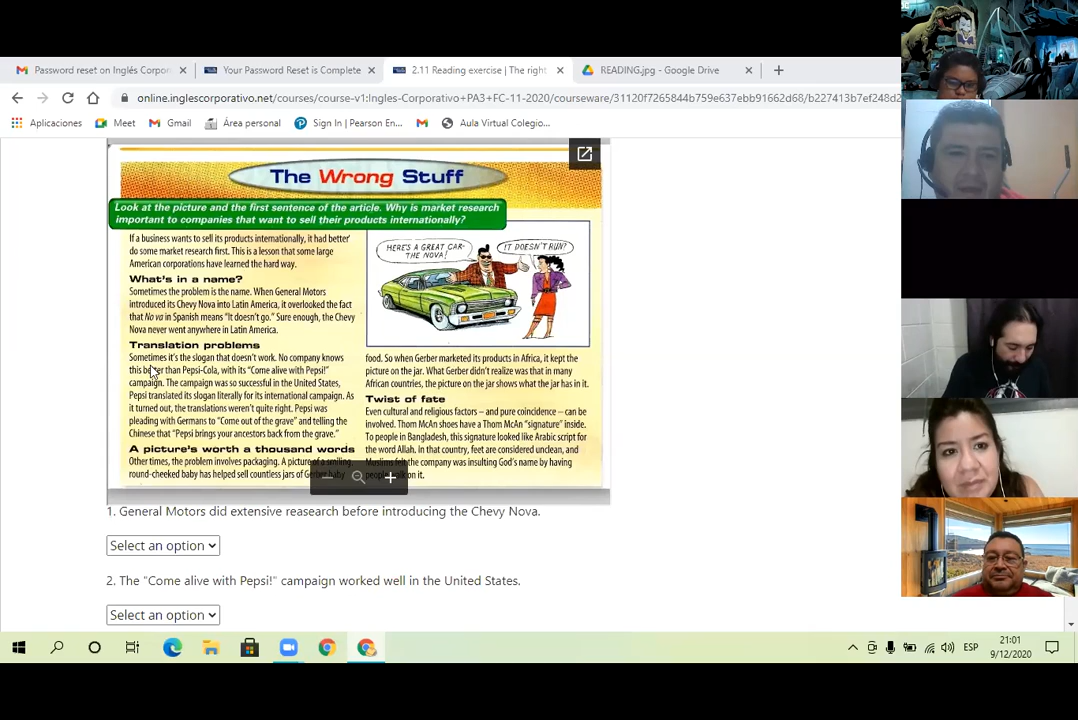 Password reset on Inglés Corpor
Your Password Reset is Complete
2.11 Reading exercise | The right
READING.jpg - Google Drive
online.inglescorporativo.net/courses/course-v1:Ingles-Corporativo+PA3+FC-11-2020/courseware/31120f7265844b759e637ebb91662d68/b227413b7ef248d2
Aplicaciones
Meet
Gmail
Área personal
Sign In | Pearson En...
Aula Virtual Colegio...
The Wrong Stuff
Look at the picture and the first sentence of the article. Why is market research
important to companies that want to sell their products internationally?
If a business wants to sell its products internationally, it had better
do some market research first. This is a lesson that some large
American corporations have learned the hard way.
What's in a name?
Sometimes the problem is the name. When General Motors
introduced its Chevy Nova into Latin America, it overlooked the fact
that No va in Spanish means "It doesn't go." Sure enough, the Chevy
Nova never went anywhere in Latin America.
Translation problems
Sometimes it's the slogan that doesn't work. No company knows
this better than Pepsi-Cola, with its "Come alive with Pepsi!"
campaign. The campaign was so successful in the United States,
Pepsi translated its slogan literally for its international campaign. As
it turned out, the translations weren't quite right. Pepsi was
pleading with Germans to "Come out of the grave" and telling the
Chinese that "Pepsi brings your ancestors back from the grave."
A picture's worth a thousand words
Other times, the problem involves packaging. A picture of a smiling,
round-cheeked baby has helped sell countless jars of Gerber baby
HERE'S A GREAT CAR-
THE NOVA!
IT DOESN'T RUN?
food. So when Gerber marketed its products in Africa, it kept the
picture on the jar. What Gerber didn't realize was that in many
African countries, the picture on the jar shows what the jar has in it.
Twist of fate
Even cultural and religious factors – and pure coincidence – can be
involved. Thom McAn shoes have a Thom McAn "signature" inside.
To people in Bangladesh, this signature looked like Arabic script for
the word Allah. In that country, feet are considered unclean, and
Muslims felt the company was insulting God's name by having
people walk on it.
1. General Motors did extensive reasearch before introducing the Chevy Nova.
Select an option
2. The "Come alive with Pepsi!" campaign worked well in the United States.
Select an option
ESP
21:01
9/12/2020